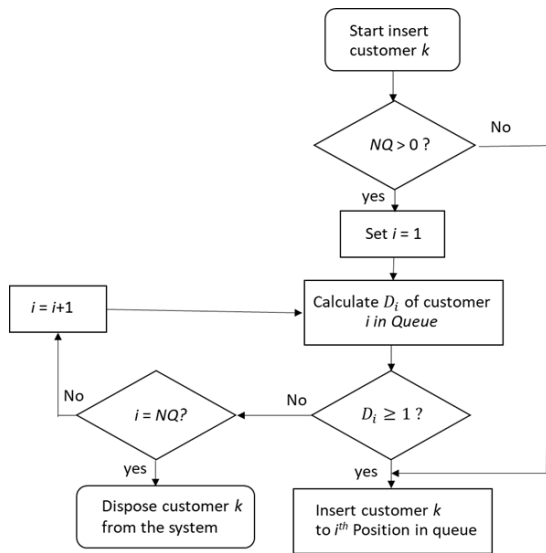 Start insert
customer k
NQ > 0 ?
No
yes
Set i = 1
i = i+1
Calculate D_i of customer
i in Queue
No
No
i = NQ?
D_i ≥ 1 ?
yes
yes
Dispose customer k
from the system
Insert customer k
to i^th Position in queue